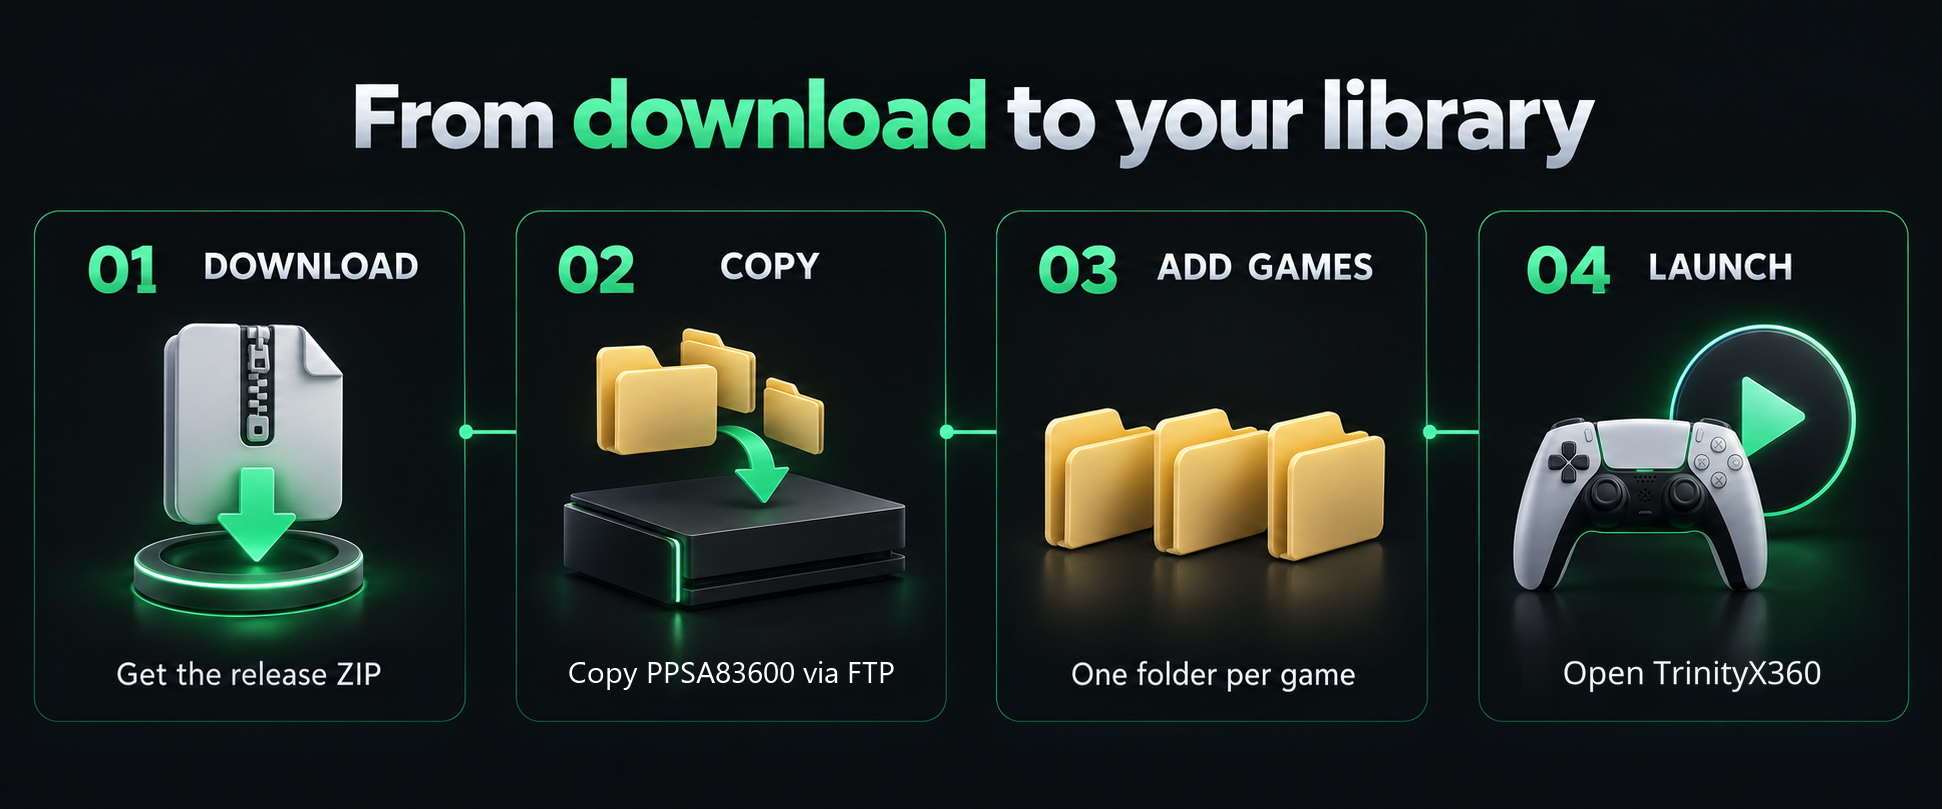 From download to your library
01 DOWNLOAD
Get the release ZIP
02 COPY
Copy PPSA83600 via FTP
03 ADD GAMES
One folder per game
04 LAUNCH
Open TrinityX360